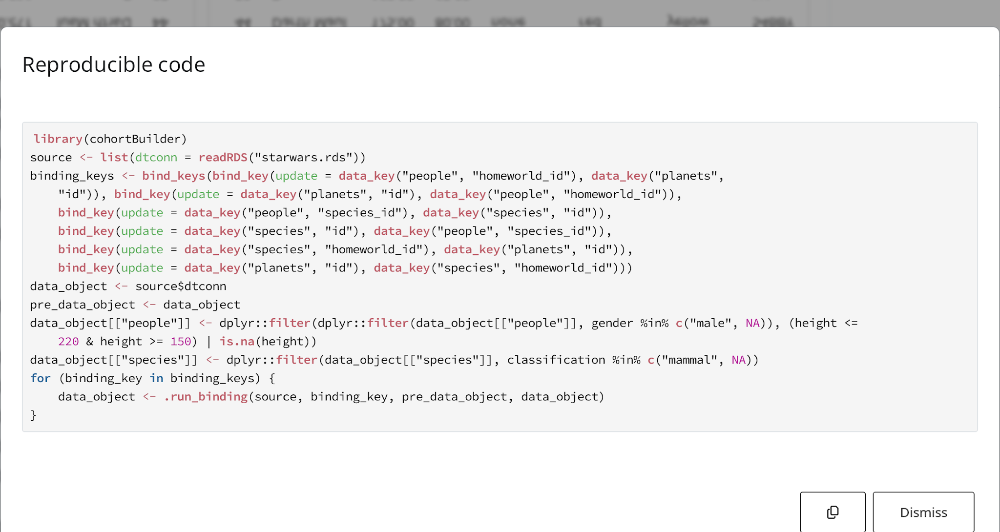 Reproducible code
library(cohortBuilder)
source <- list(dtconn = readRDS("starwars.rds"))
binding_keys <- bind_keys(bind_key(update = data_key("people", "homeworld_id"), data_key("planets",
    "id")), bind_key(update = data_key("planets", "id"), data_key("people", "homeworld_id")),
    bind_key(update = data_key("people", "species_id"), data_key("species", "id")),
    bind_key(update = data_key("species", "id"), data_key("people", "species_id")),
    bind_key(update = data_key("species", "homeworld_id"), data_key("planets", "id")),
    bind_key(update = data_key("planets", "id"), data_key("species", "homeworld_id")))
data_object <- source$dtconn
pre_data_object <- data_object
data_object[["people"]] <- dplyr::filter(dplyr::filter(data_object[["people"]], gender %in% c("male", NA)), (height <=
    220 & height >= 150) | is.na(height))
data_object[["species"]] <- dplyr::filter(data_object[["species"]], classification %in% c("mammal", NA))
for (binding_key in binding_keys) {
    data_object <- .run_binding(source, binding_key, pre_data_object, data_object)
}
Dismiss